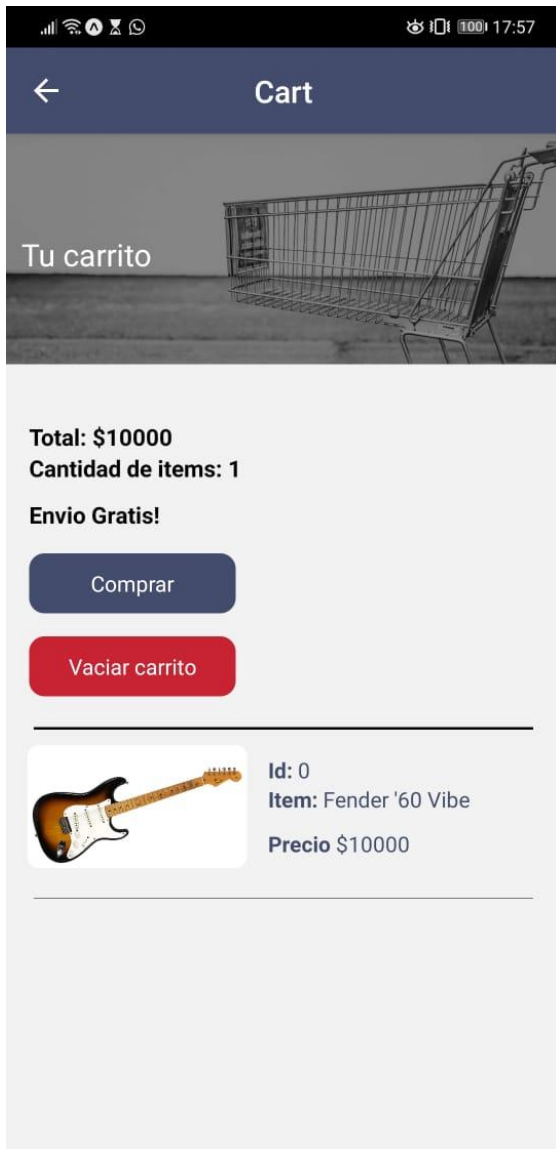 100 17:57
Cart
Tu carrito
Total: $10000
Cantidad de items: 1
Envio Gratis!
Comprar
Vaciar carrito
Id: 0
Item: Fender '60 Vibe
Precio $10000